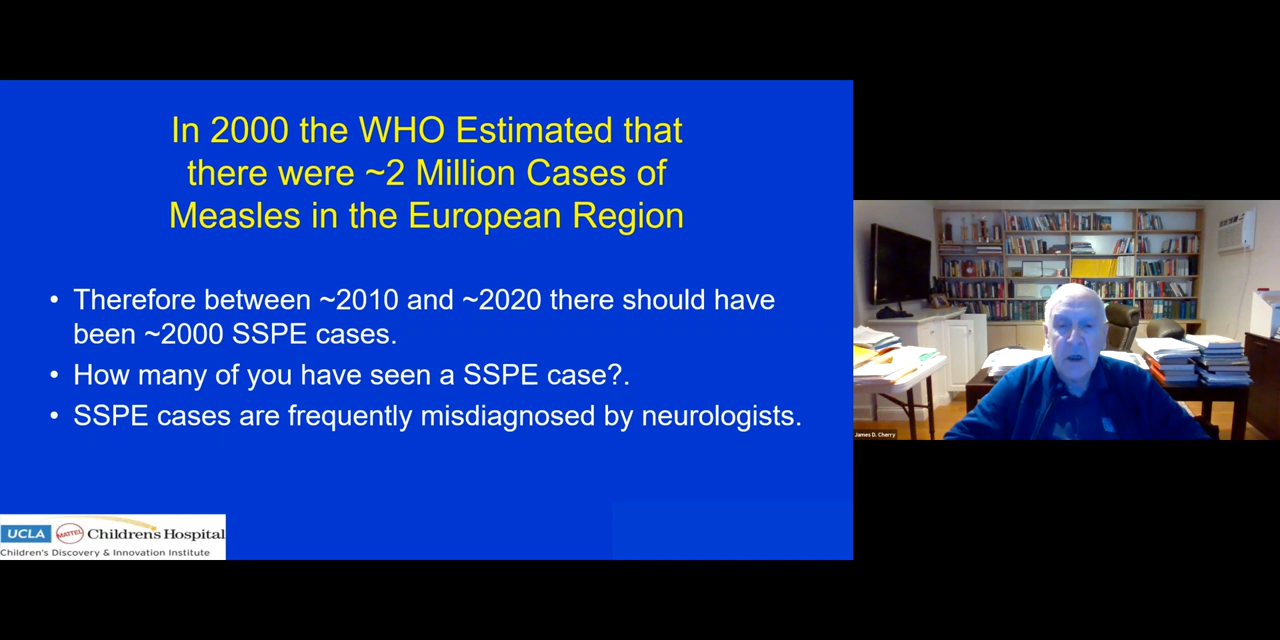 In 2000 the WHO Estimated that
there were ~2 Million Cases of
Measles in the European Region
• Therefore between ~2010 and ~2020 there should have
been ~2000 SSPE cases.
• How many of you have seen a SSPE case?.
• SSPE cases are frequently misdiagnosed by neurologists.
UCLA MATTEL Children's Hospital
Children's Discovery & Innovation Institute
James D. Cherry